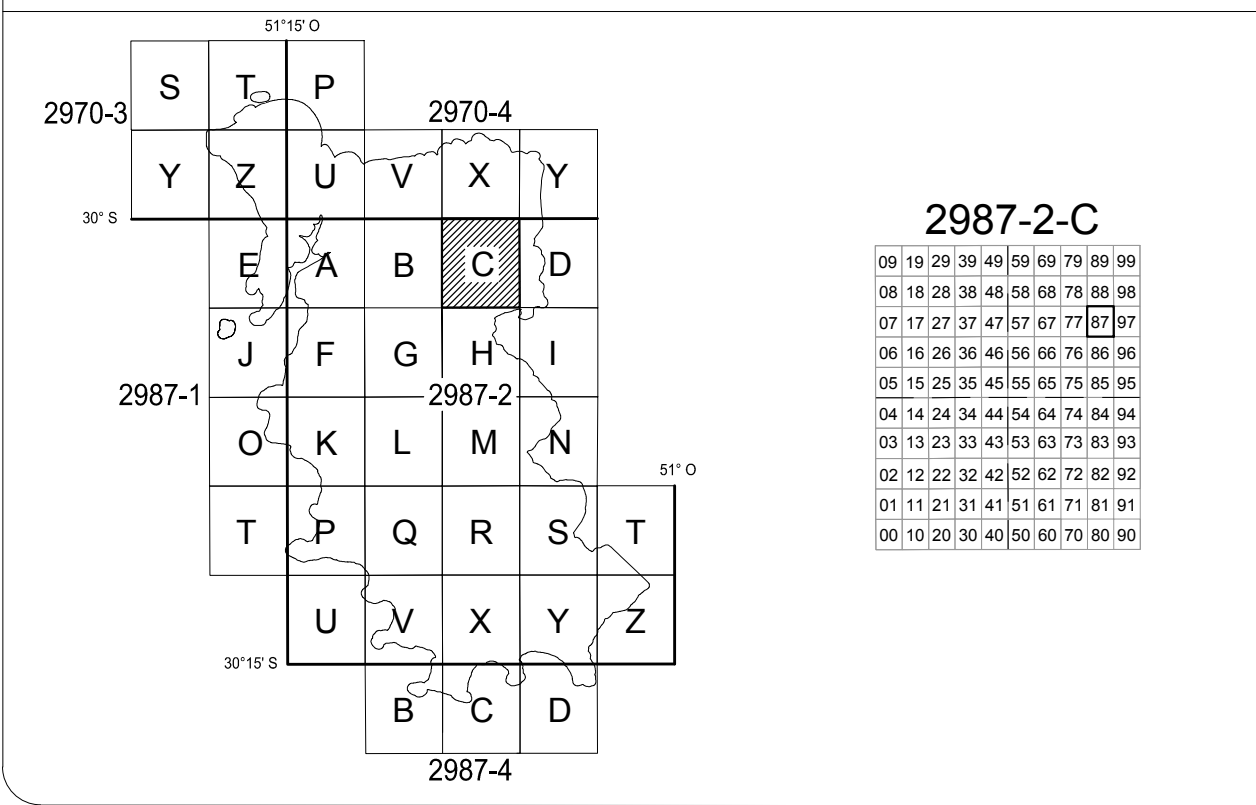 51°15' O
S T P
2970-3 2970-4
Y Z U V X Y
30° S
E A B C D
J F G H I
2987-1 2987-2
O K L M N
51° O
T P Q R S T
U V X Y Z
30°15' S
B C D
2987-4
2987-2-C
09 19 29 39 49 59 69 79 89 99
08 18 28 38 48 58 68 78 88 98
07 17 27 37 47 57 67 77 87 97
06 16 26 36 46 56 66 76 86 96
05 15 25 35 45 55 65 75 85 95
04 14 24 34 44 54 64 74 84 94
03 13 23 33 43 53 63 73 83 93
02 12 22 32 42 52 62 72 82 92
01 11 21 31 41 51 61 71 81 91
00 10 20 30 40 50 60 70 80 90